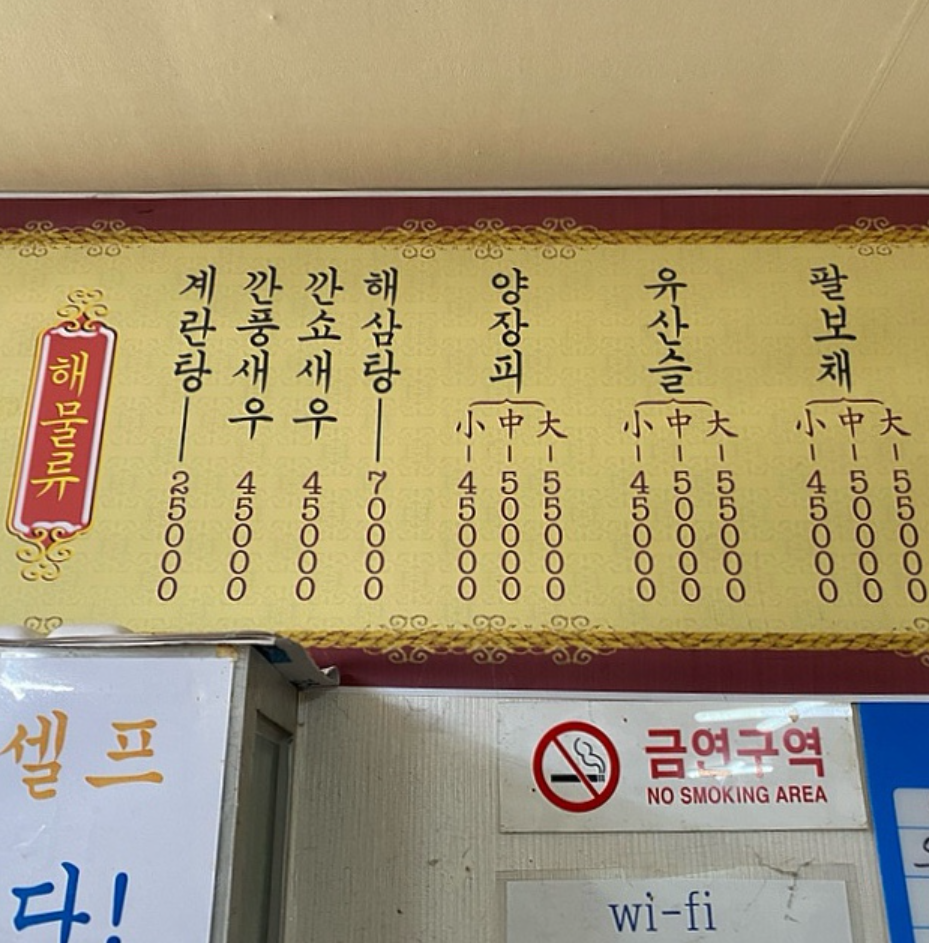 해물류
계란탕 25000
깐풍새우 45000
깐쇼새우 45000
해삼탕 70000
양장피
小 45000
中 50000
大 55000
유산슬
小 45000
中 50000
大 55000
팔보채
小 45000
中 50000
大 55000
셀프
다!
금연구역
NO SMOKING AREA
wi-fi